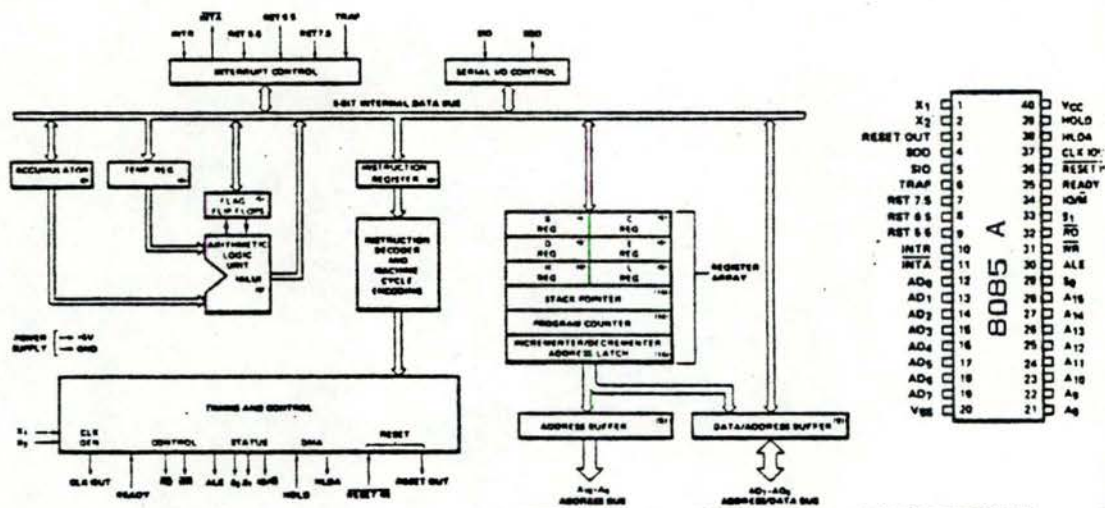 INTR
INTA
RST 5.5
RST 6.5
RST 7.5
TRAP
INTERRUPT CONTROL
SID
SOD
SERIAL I/O CONTROL
8-BIT INTERNAL DATA BUS
ACCUMULATOR
TEMP REG
FLAG
FLIP FLOPS
ARITHMETIC
LOGIC
UNIT
INSTRUCTION
REGISTER
INSTRUCTION
DECODER
AND
MACHINE
CYCLE
ENCODING
B
REG
C
REG
D
REG
E
REG
H
REG
L
REG
STACK POINTER
PROGRAM COUNTER
INCREMENTER/DECREMENTER
ADDRESS LATCH
REGISTER
ARRAY
POWER
SUPPLY
+5V
GND
TIMING AND CONTROL
X₁
X₂
CLK
GEN
CONTROL
STATUS
DMA
RESET
CLK OUT
READY
RD
WR
ALE
S₀
S₁
IO/M
HOLD
HLDA
RESET IN
RESET OUT
ADDRESS BUFFER
DATA/ADDRESS BUFFER
A₁₅-A₈
ADDRESS BUS
AD₇-AD₀
ADDRESS/DATA BUS
X₁ 1 40 VCC
X₂ 2 39 HOLD
RESET OUT 3 38 HLDA
SOD 4 37 CLK
SID 5 36 RESET
TRAP 6 35 READY
RST 7.5 7 34 IO/M
RST 6.5 8 33 S₁
RST 5.5 9 32 RD
INTR 10 31 WR
INTA 11 30 ALE
AD₀ 12 29 S₀
AD₁ 13 28 A₁₅
AD₂ 14 27 A₁₄
AD₃ 15 26 A₁₃
AD₄ 16 25 A₁₂
AD₅ 17 24 A₁₁
AD₆ 18 23 A₁₀
AD₇ 19 22 A₉
VSS 20 21 A₈
8085 A